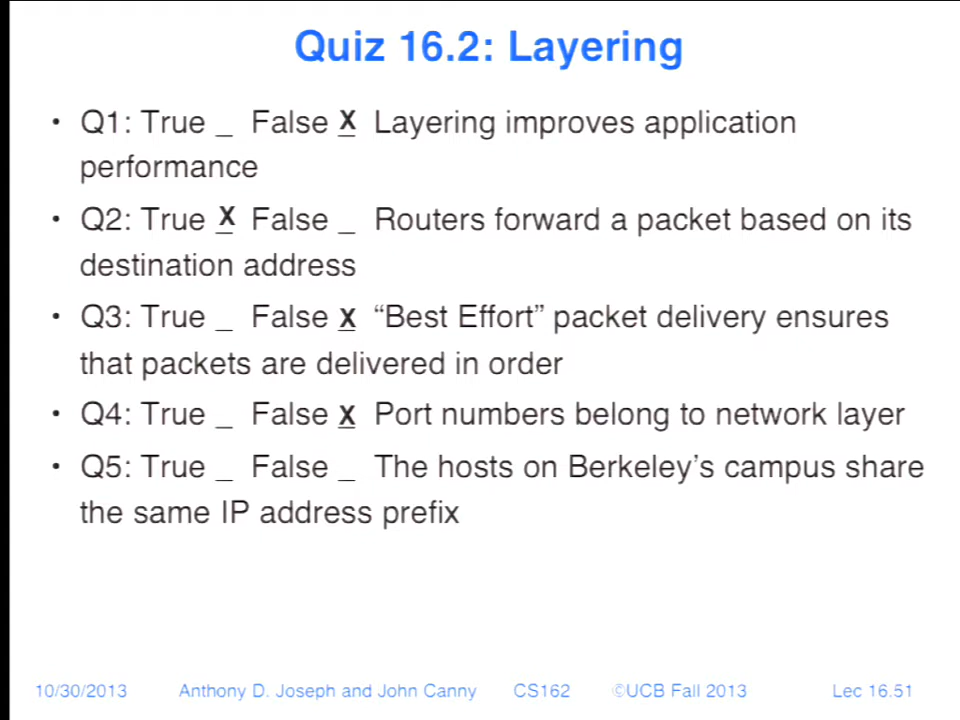 Quiz 16.2: Layering
• Q1: True _ False X Layering improves application
performance
• Q2: True X False _ Routers forward a packet based on its
destination address
• Q3: True _ False X “Best Effort” packet delivery ensures
that packets are delivered in order
• Q4: True _ False X Port numbers belong to network layer
• Q5: True _ False _ The hosts on Berkeley’s campus share
the same IP address prefix
10/30/2013 Anthony D. Joseph and John Canny CS162 ©UCB Fall 2013 Lec 16.51